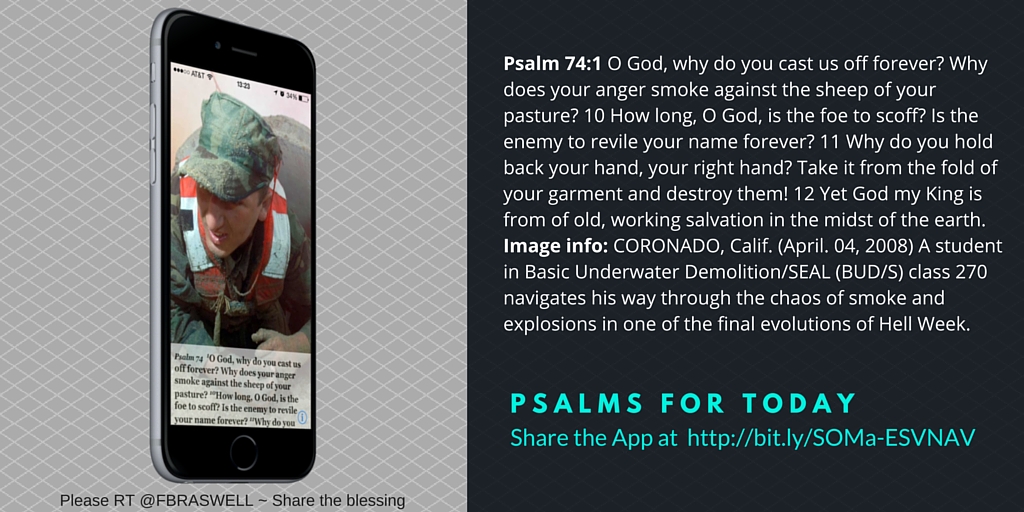 AT&T
13:23
34%
Psalm 74 ¹O God, why do you cast us
off forever? Why does your anger
smoke against the sheep of your
pasture? ¹⁰How long, O God, is the
foe to scoff? Is the enemy to revile
your name forever? ¹¹Why do you
Please RT @FBRASWELL ~ Share the blessing
Psalm 74:1 O God, why do you cast us off forever? Why
does your anger smoke against the sheep of your
pasture? 10 How long, O God, is the foe to scoff? Is the
enemy to revile your name forever? 11 Why do you hold
back your hand, your right hand? Take it from the fold of
your garment and destroy them! 12 Yet God my King is
from of old, working salvation in the midst of the earth.
Image info: CORONADO, Calif. (April. 04, 2008) A student
in Basic Underwater Demolition/SEAL (BUD/S) class 270
navigates his way through the chaos of smoke and
explosions in one of the final evolutions of Hell Week.
PSALMS FOR TODAY
Share the App at http://bit.ly/SOMa-ESVNAV